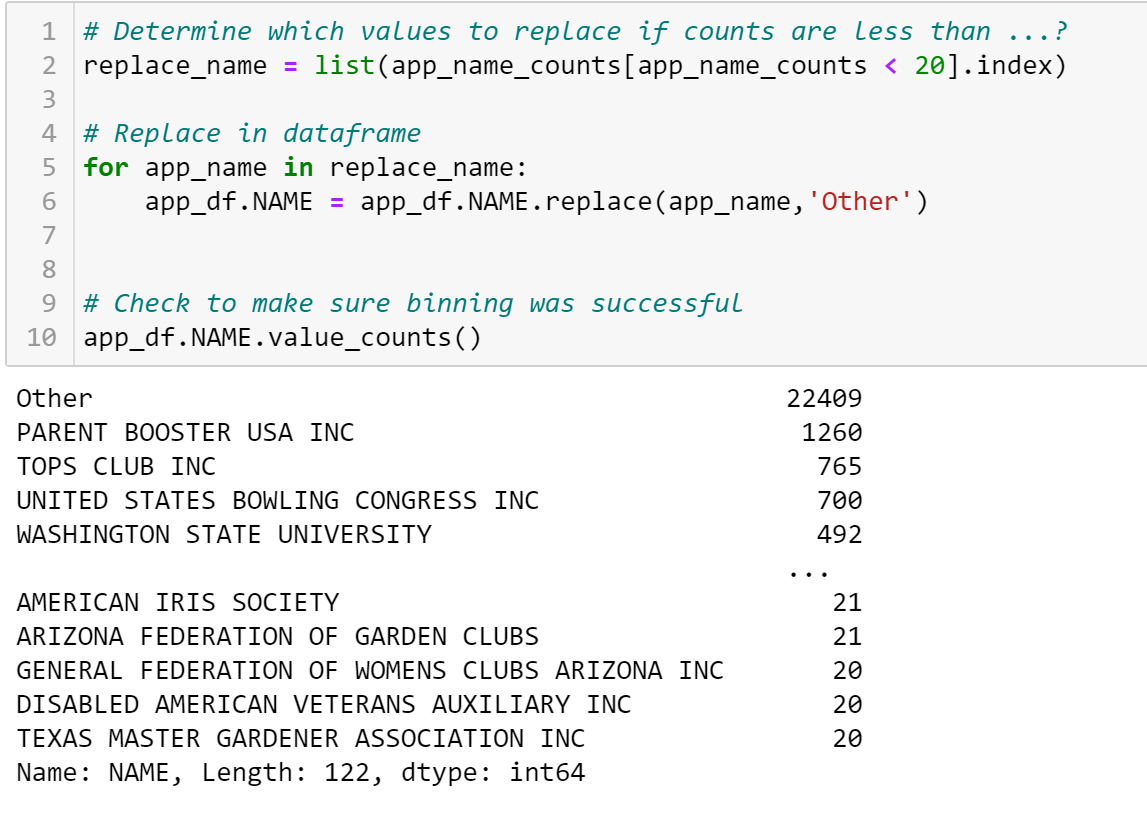 1 # Determine which values to replace if counts are less than ...?
2 replace_name = list(app_name_counts[app_name_counts < 20].index)
3
4 # Replace in dataframe
5 for app_name in replace_name:
6     app_df.NAME = app_df.NAME.replace(app_name,'Other')
7
8
9 # Check to make sure binning was successful
10 app_df.NAME.value_counts()
Other 22409
PARENT BOOSTER USA INC 1260
TOPS CLUB INC 765
UNITED STATES BOWLING CONGRESS INC 700
WASHINGTON STATE UNIVERSITY 492
...
AMERICAN IRIS SOCIETY 21
ARIZONA FEDERATION OF GARDEN CLUBS 21
GENERAL FEDERATION OF WOMENS CLUBS ARIZONA INC 20
DISABLED AMERICAN VETERANS AUXILIARY INC 20
TEXAS MASTER GARDENER ASSOCIATION INC 20
Name: NAME, Length: 122, dtype: int64